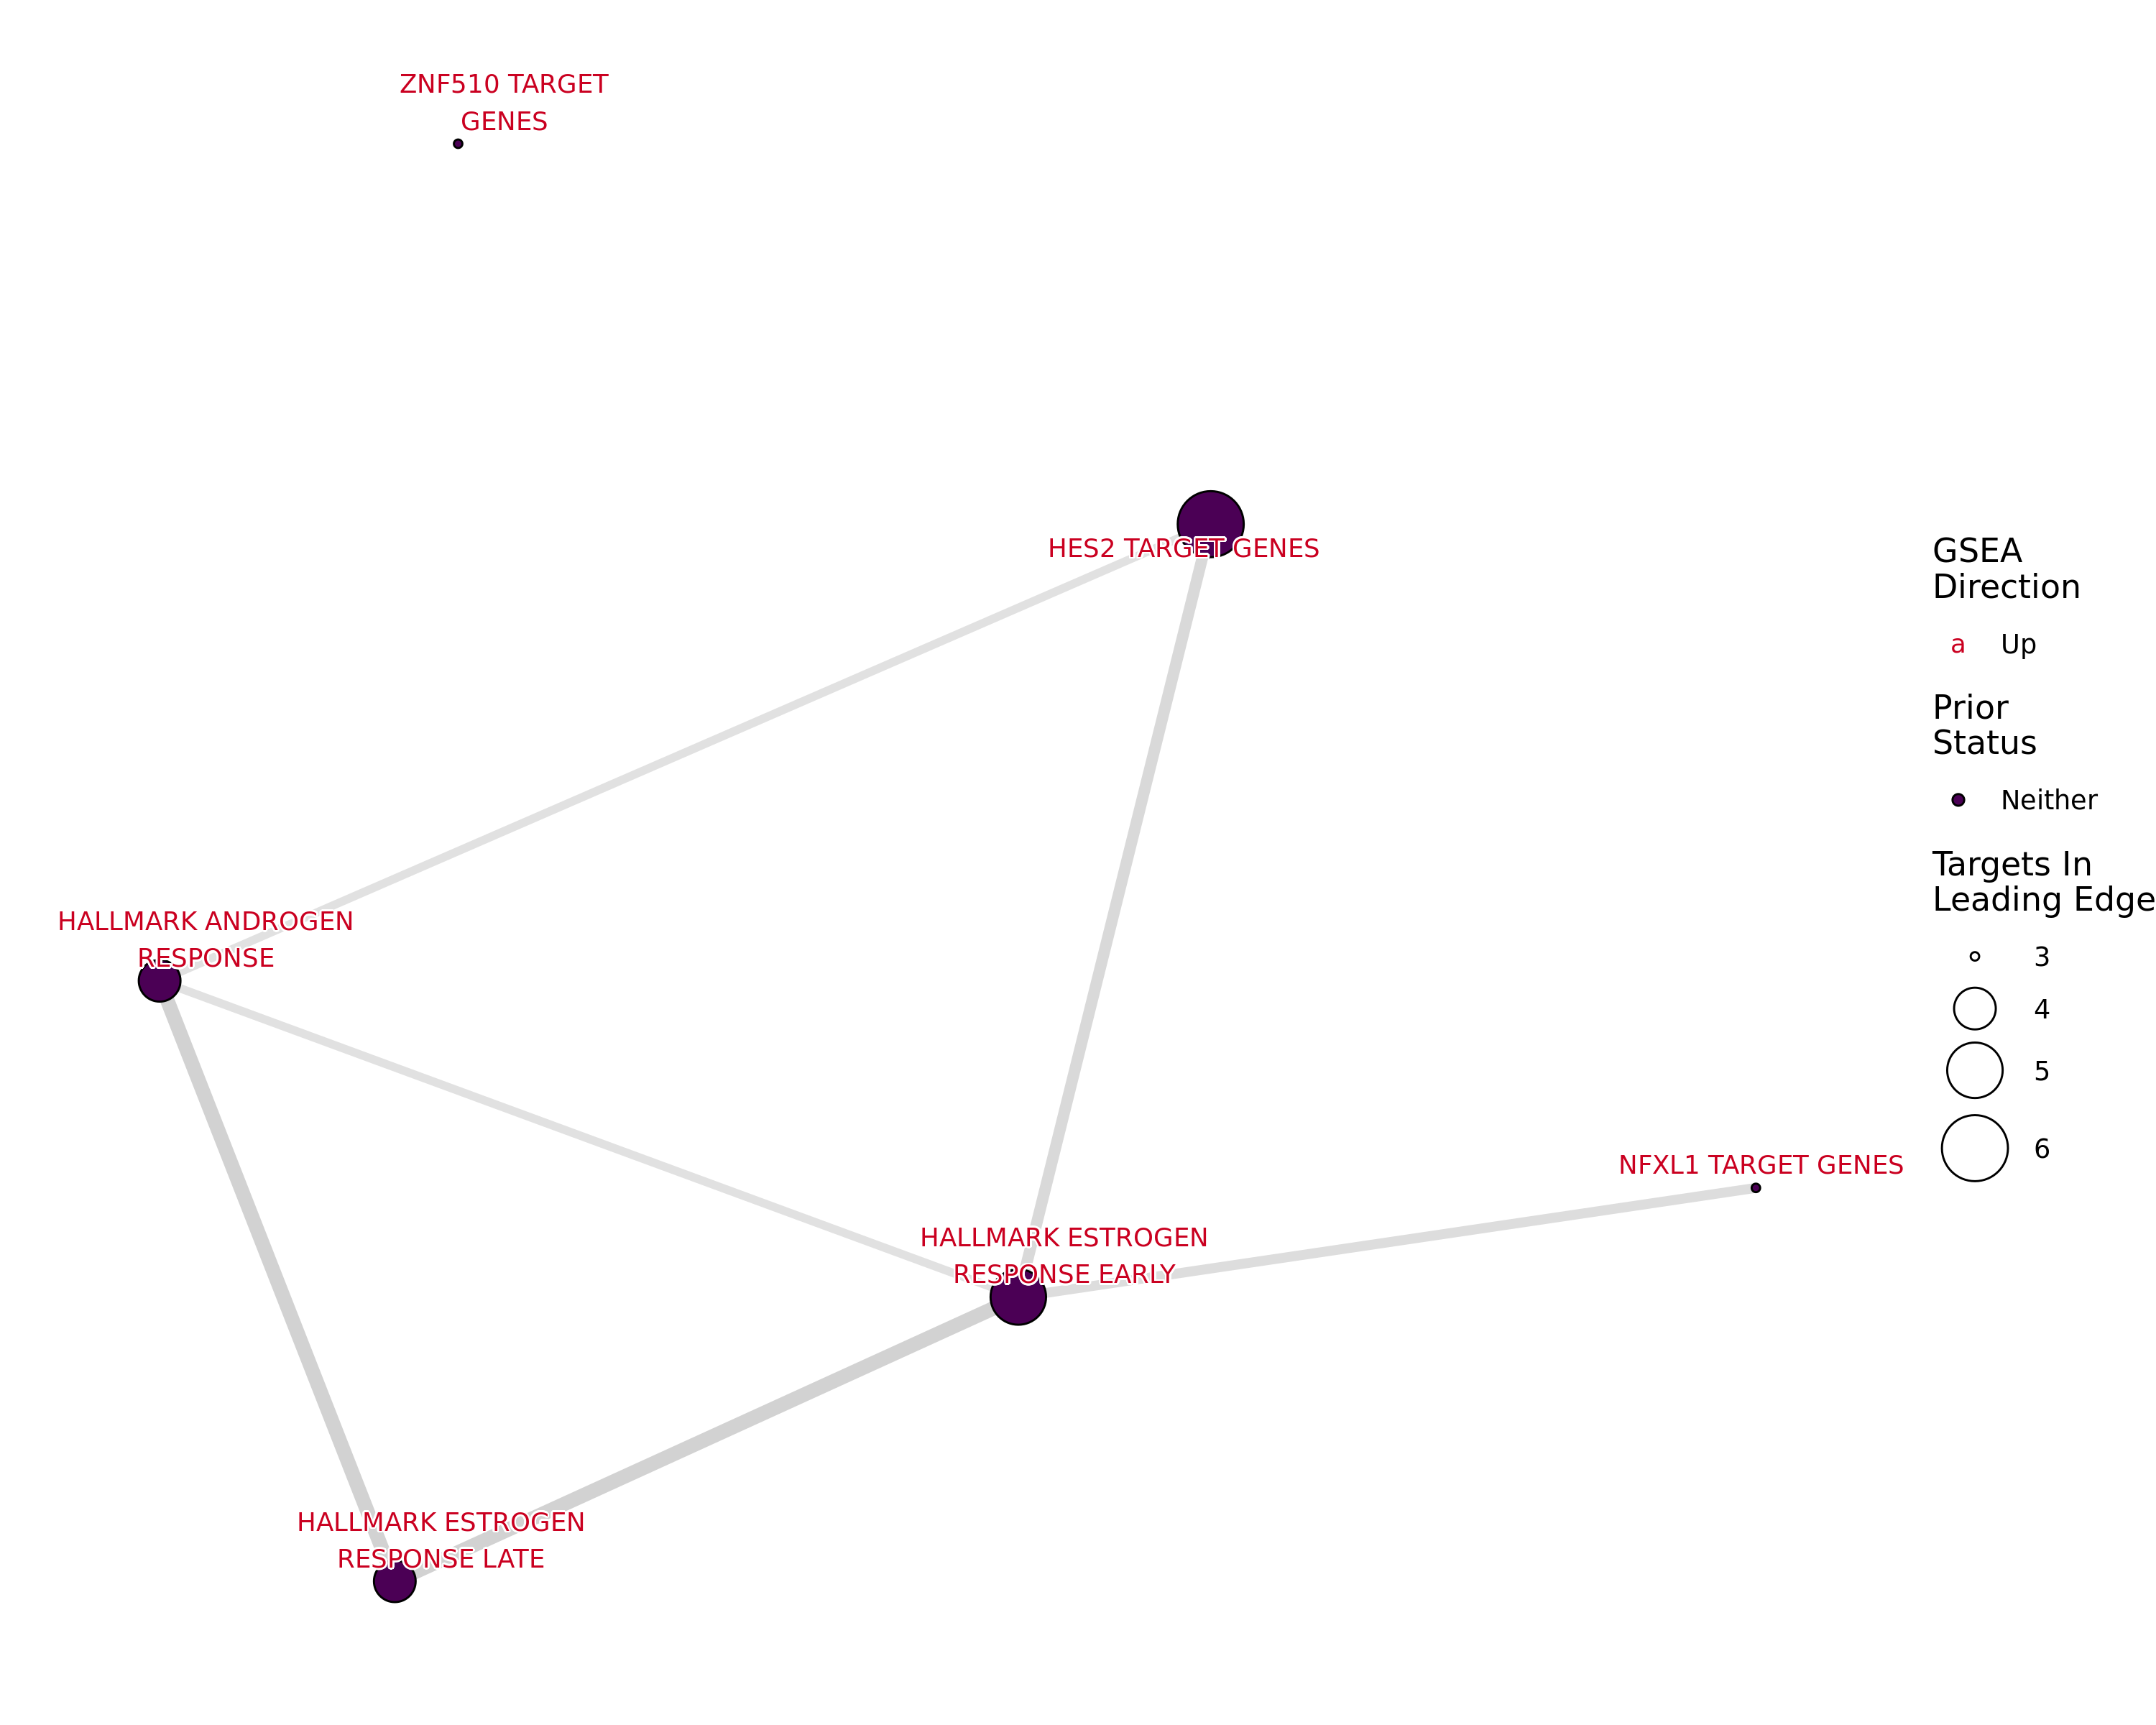 ZNF510 TARGET
GENES
HES2 TARGET GENES
HALLMARK ANDROGEN
RESPONSE
NFXL1 TARGET GENES
HALLMARK ESTROGEN
RESPONSE EARLY
HALLMARK ESTROGEN
RESPONSE LATE
GSEA
Direction
a Up
Prior
Status
Neither
Targets In
Leading Edge
3
4
5
6